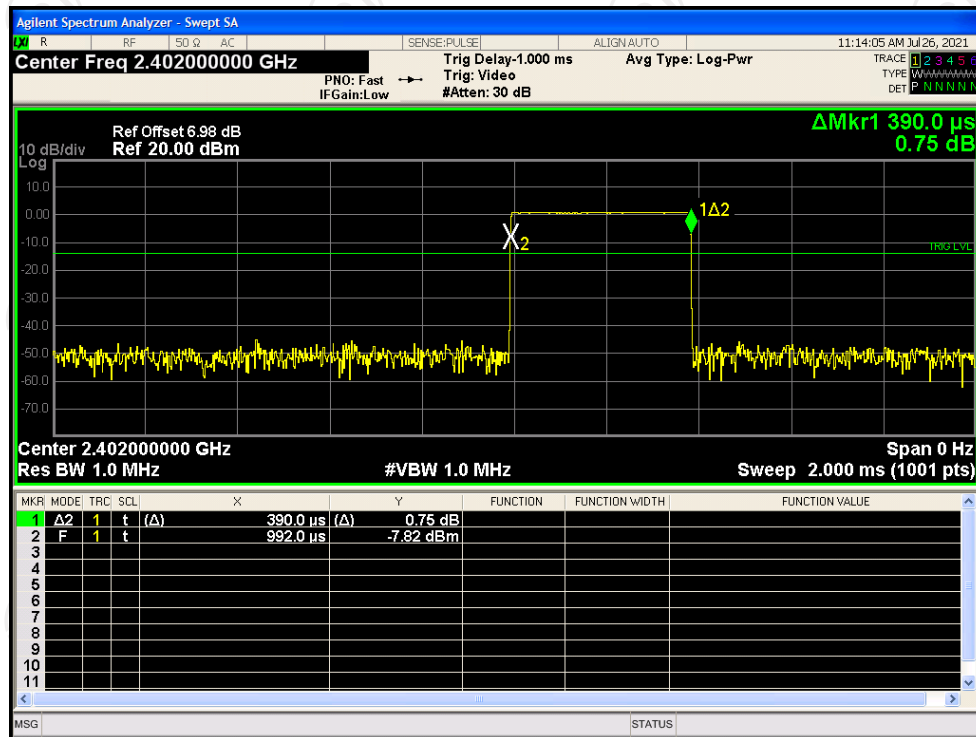 Agilent Spectrum Analyzer - Swept SA
LXI R RF 50 Ω AC SENSE:PULSE ALIGNAUTO 11:14:05 AM Jul 26, 2021
Center Freq 2.402000000 GHz
PNO: Fast
IFGain:Low
Trig Delay-1.000 ms
Trig: Video
#Atten: 30 dB
Avg Type: Log-Pwr
TRACE 1 2 3 4 5 6
TYPE W
DET P N N N N N
ΔMkr1 390.0 µs
0.75 dB
Ref Offset 6.98 dB
10 dB/div Ref 20.00 dBm
Log
10.0
0.00
-10.0
-20.0
-30.0
-40.0
-50.0
-60.0
-70.0
1Δ2
X2
TRIG LVL
Center 2.402000000 GHz Span 0 Hz
Res BW 1.0 MHz #VBW 1.0 MHz Sweep 2.000 ms (1001 pts)
MKR MODE TRC SCL X Y FUNCTION FUNCTION WIDTH FUNCTION VALUE
1 Δ2 1 t (Δ) 390.0 µs (Δ) 0.75 dB
2 F 1 t 992.0 µs -7.82 dBm
3
4
5
6
7
8
9
10
11
MSG STATUS